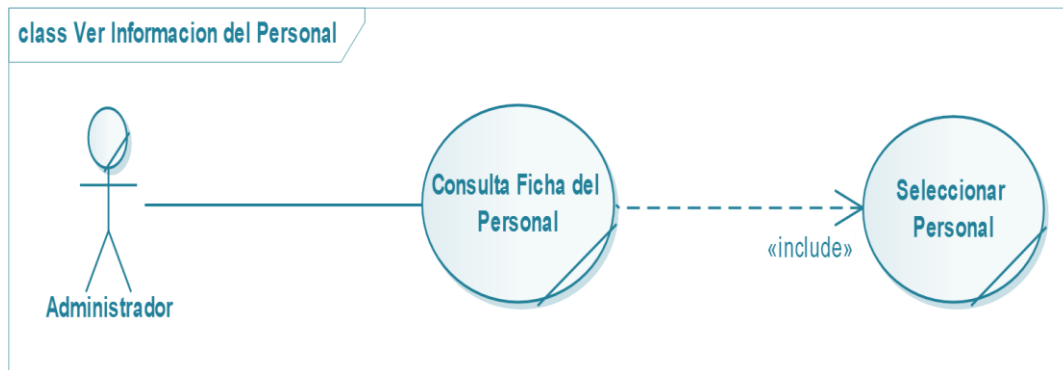 class Ver Informacion del Personal
Consulta Ficha del
Personal
Seleccionar
Personal
«include»
Administrador